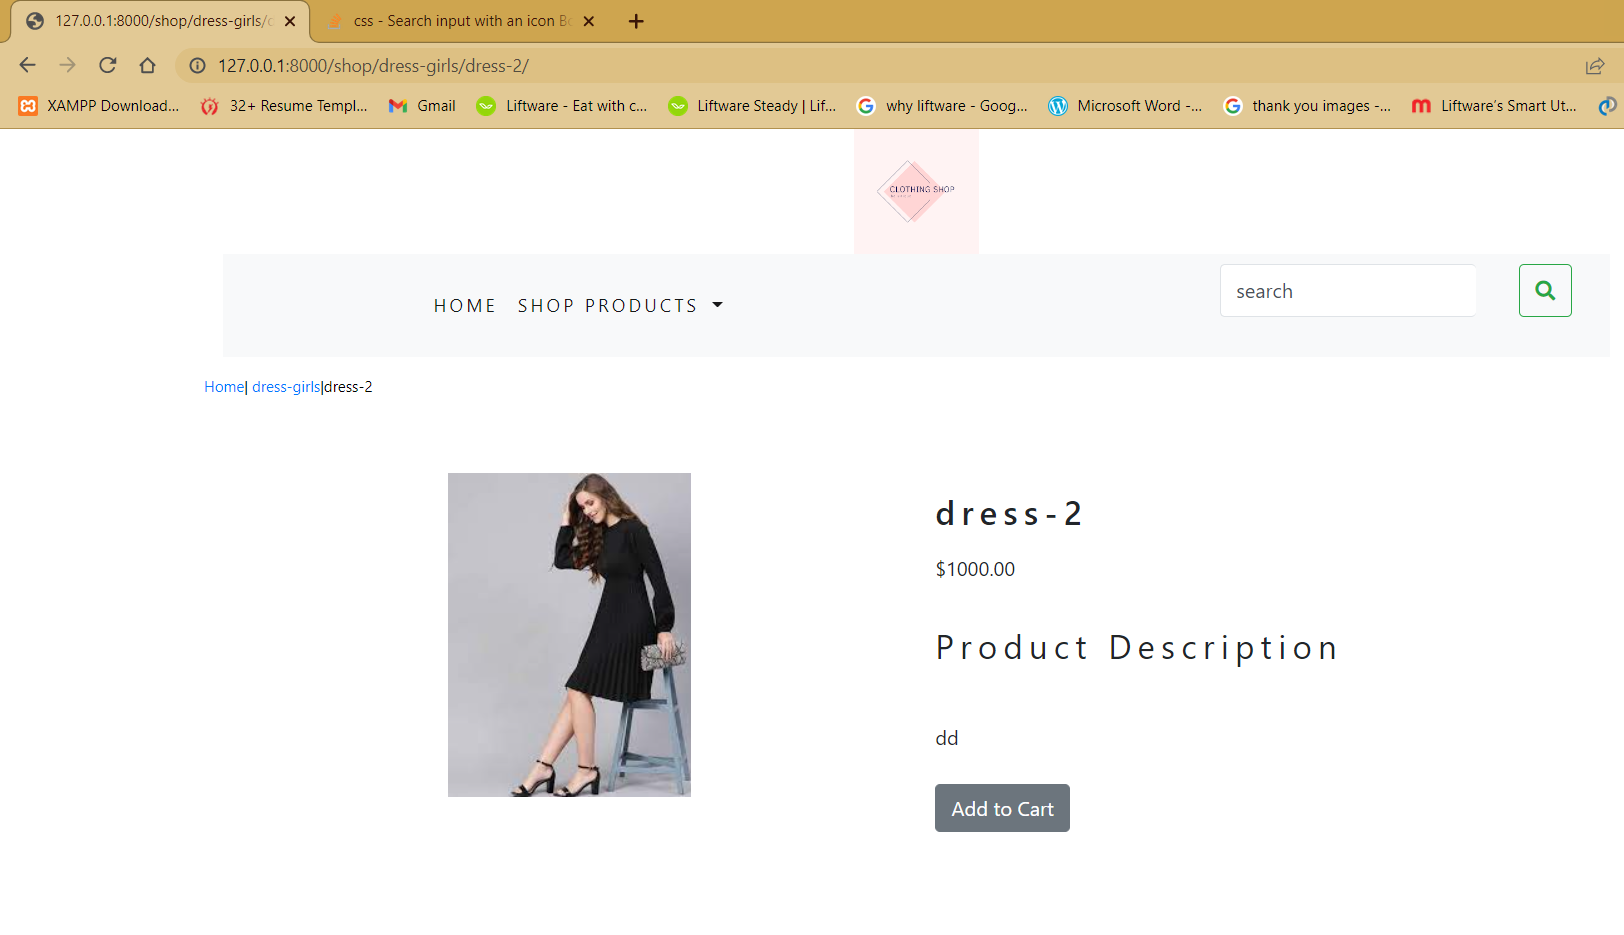 127.0.0.1:8000/shop/dress-girls/
css - Search input with an icon
127.0.0.1:8000/shop/dress-girls/dress-2/
XAMPP Download... 32+ Resume Templ... Gmail Liftware - Eat with c... Liftware Steady | Lif... why liftware - Goog... Microsoft Word -... thank you images -... Liftware's Smart Ut...
CLOTHING SHOP
HOME SHOP PRODUCTS search
Home| dress-girls|dress-2
dress-2
$1000.00
Product Description
dd
Add to Cart